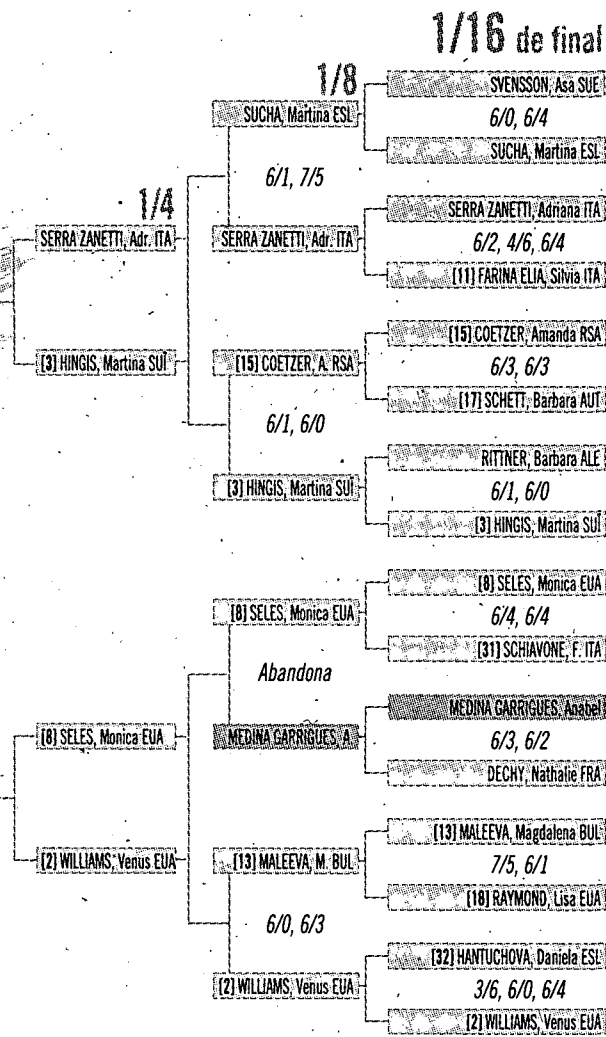 1/16 de final
SVENSSON, Asa SUE
6/0, 6/4
SUCHA, Martina ESL
SERRA ZANETTI, Adriana ITA
6/2, 4/6, 6/4
[11] FARINA ELIA, Silvia ITA
[15] COETZER, Amanda RSA
6/3, 6/3
[17] SCHETT, Barbara AUT
RITTNER, Barbara ALE
6/1, 6/0
[3] HINGIS, Martina SUÏ
[8] SELES, Monica EUA
6/4, 6/4
[31] SCHIAVONE, F. ITA
MEDINA GARRIGUES, Anabel
6/3, 6/2
DECHY, Nathalie FRA
[13] MALEEVA, Magdalena BUL
7/5, 6/1
[18] RAYMOND, Lisa EUA
[32] HANTUCHOVA, Daniela ESL
3/6, 6/0, 6/4
[2] WILLIAMS, Venus EUA
1/8
SUCHA, Martina ESL
6/1, 7/5
SERRA ZANETTI, Adr. ITA
[15] COETZER, A. RSA
6/1, 6/0
[3] HINGIS, Martina SUÏ
[8] SELES, Monica EUA
Abandona
MEDINA GARRIGUES, A
[13] MALEEVA, M. BUL
6/0, 6/3
[2] WILLIAMS, Venus EUA
1/4
SERRA ZANETTI, Adr. ITA
[3] HINGIS, Martina SUÏ
[8] SELES, Monica EUA
[2] WILLIAMS, Venus EUA